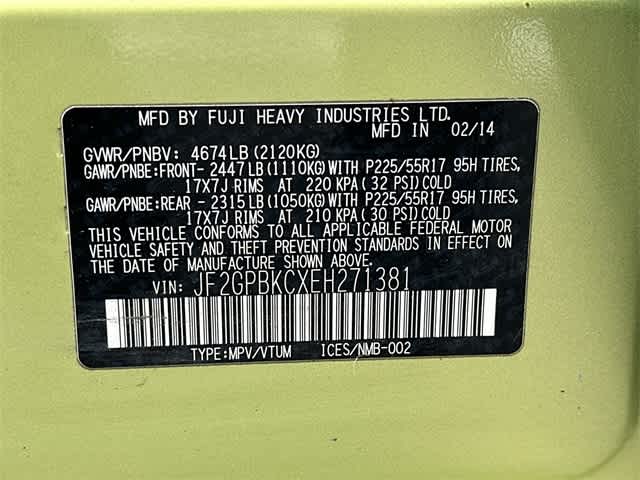 MFD BY FUJI HEAVY INDUSTRIES LTD.
MFD IN 02/14
GVWR/PNBV: 4674LB(2120KG)
GAWR/PNBE:FRONT- 2447LB(1110KG)WITH P225/55R17 95H TIRES,
17X7J RIMS AT 220 KPA(32 PSI)COLD
GAWR/PNBE:REAR - 2315LB(1050KG)WITH P225/55R17 95H TIRES,
17X7J RIMS AT 210 KPA(30 PSI)COLD
THIS VEHICLE CONFORMS TO ALL APPLICABLE FEDERAL MOTOR
VEHICLE SAFETY AND THEFT PREVENTION STANDARDS IN EFFECT
ON THE DATE OF MANUFACTURE SHOWN ABOVE.
VIN: JF2GPBKCXEH271381
TYPE:MPV/VTUM ICES/NMB-002